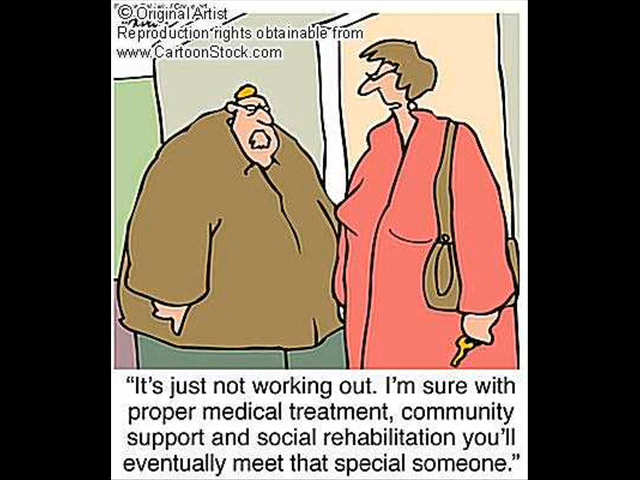 © Original Artist
Reproduction rights obtainable from
www.CartoonStock.com
"It's just not working out. I'm sure with
proper medical treatment, community
support and social rehabilitation you'll
eventually meet that special someone."